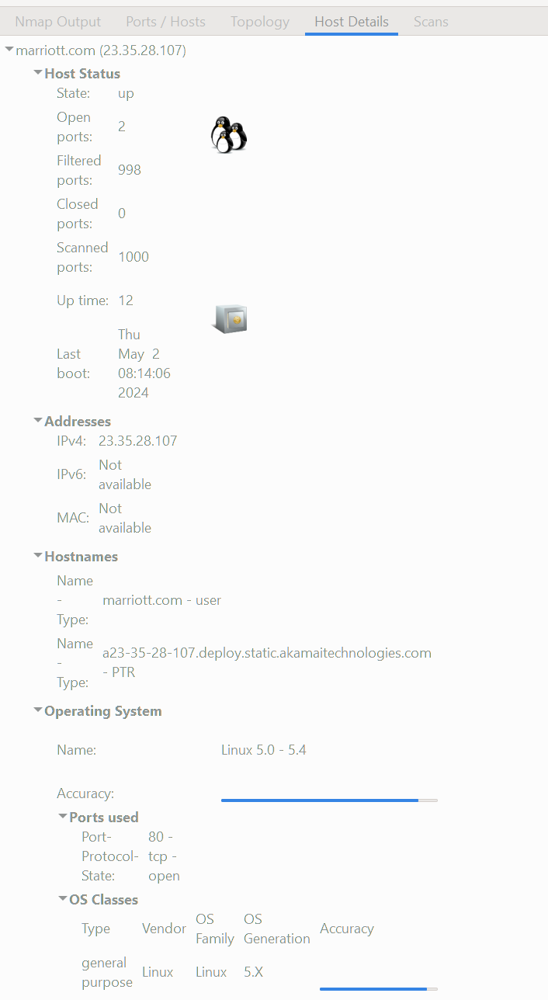 Nmap Output Ports / Hosts Topology Host Details Scans
marriott.com (23.35.28.107)
Host Status
State: up
Open ports: 2
Filtered ports: 998
Closed ports: 0
Scanned ports: 1000
Up time: 12
Last boot: Thu May 2 08:14:06 2024
Addresses
IPv4: 23.35.28.107
IPv6: Not available
MAC: Not available
Hostnames
Name - Type: marriott.com - user
Name - Type: a23-35-28-107.deploy.static.akamaitechnologies.com - PTR
Operating System
Name: Linux 5.0 - 5.4
Accuracy:
Ports used
Port-Protocol-State: 80 - tcp - open
OS Classes
Type Vendor OS Family OS Generation Accuracy
general purpose Linux Linux 5.X